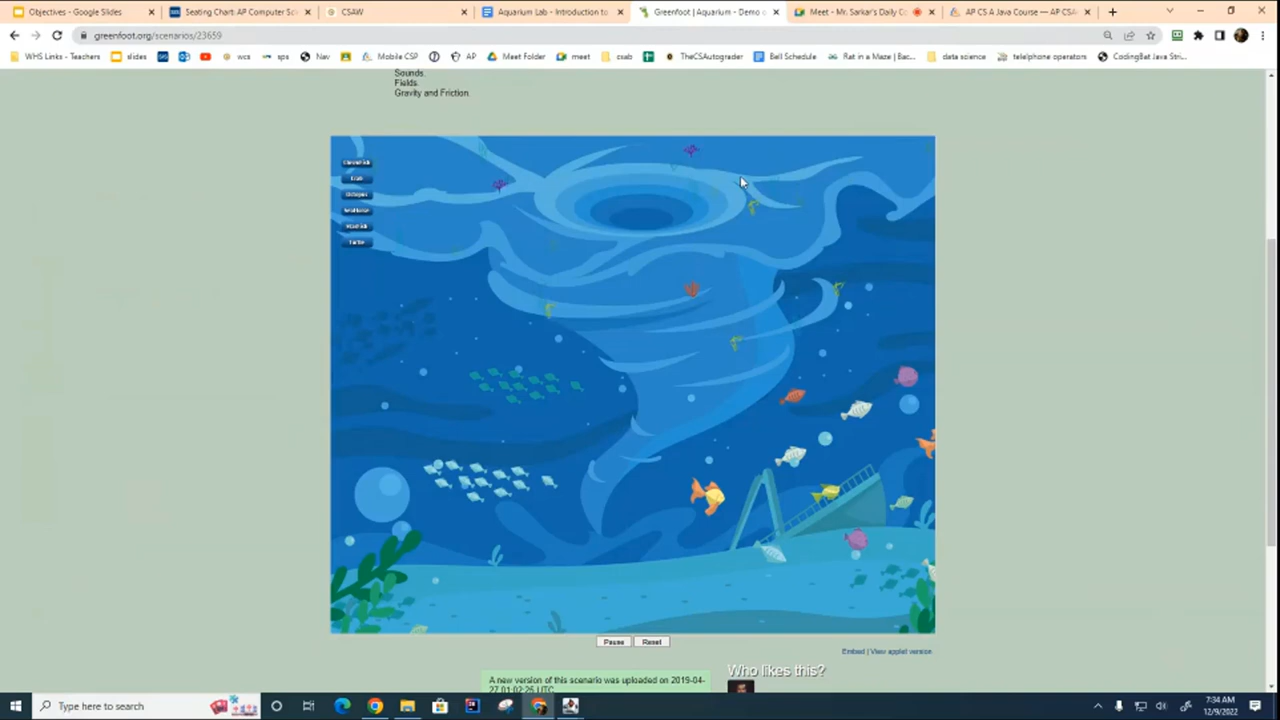 Objectives - Google Slides
Seating Chart: AP Computer Sci
CSAW
Aquarium Lab - Introduction to
Greenfoot | Aquarium - Demo o
Meet - Mr. Sarkar's Daily C
AP CS A Java Course — AP CSA
greenfoot.org/scenarios/23659
WHS Links - Teachers
slides
wcs
sps
Nav
Mobile CSP
AP
Meet Folder
meet
csab
TheCSAutograder
Bell Schedule
Rat in a Maze | Bac...
data science
telelphone operators
CodingBat Java Stri...
Sounds.
Fields.
Gravity and Friction.
Crab
Octopus
Turtle
Pause
Reset
Embed | View applet version
A new version of this scenario was uploaded on 2019-04-
27 01:02:26 UTC
Who likes this?
Type here to search
7:34 AM
12/9/2022